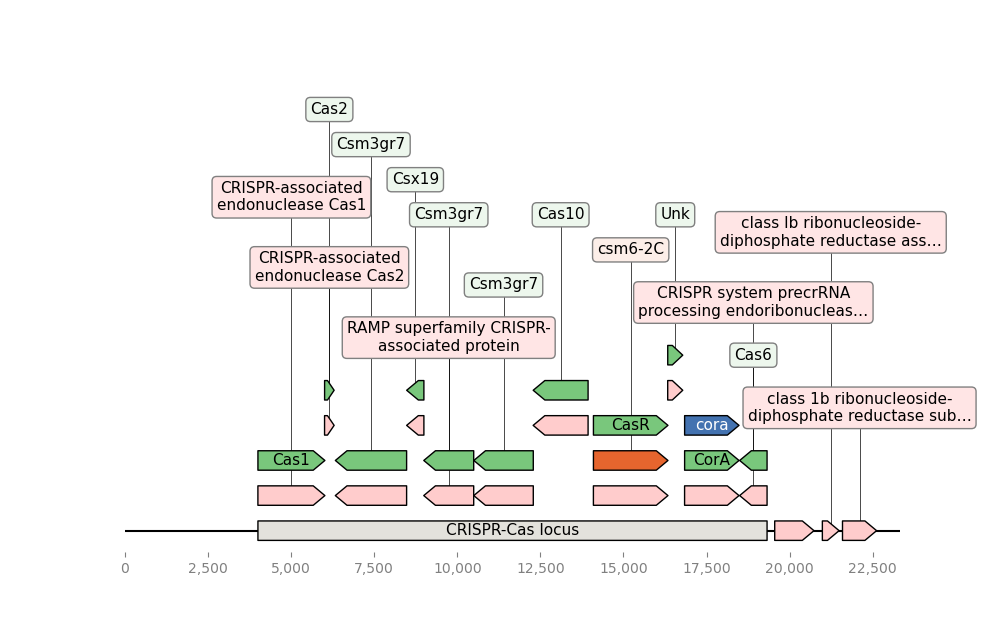 Cas2
Csm3gr7
CRISPR-associated
endonuclease Cas1
Csx19
Csm3gr7
Cas10
Unk
class Ib ribonucleoside-
diphosphate reductase ass…
csm6-2C
CRISPR-associated
endonuclease Cas2
Csm3gr7
CRISPR system precrRNA
processing endoribonucleas…
RAMP superfamily CRISPR-
associated protein
Cas6
class 1b ribonucleoside-
diphosphate reductase sub…
CasR
cora
Cas1
CorA
CRISPR-Cas locus
0
2,500
5,000
7,500
10,000
12,500
15,000
17,500
20,000
22,500